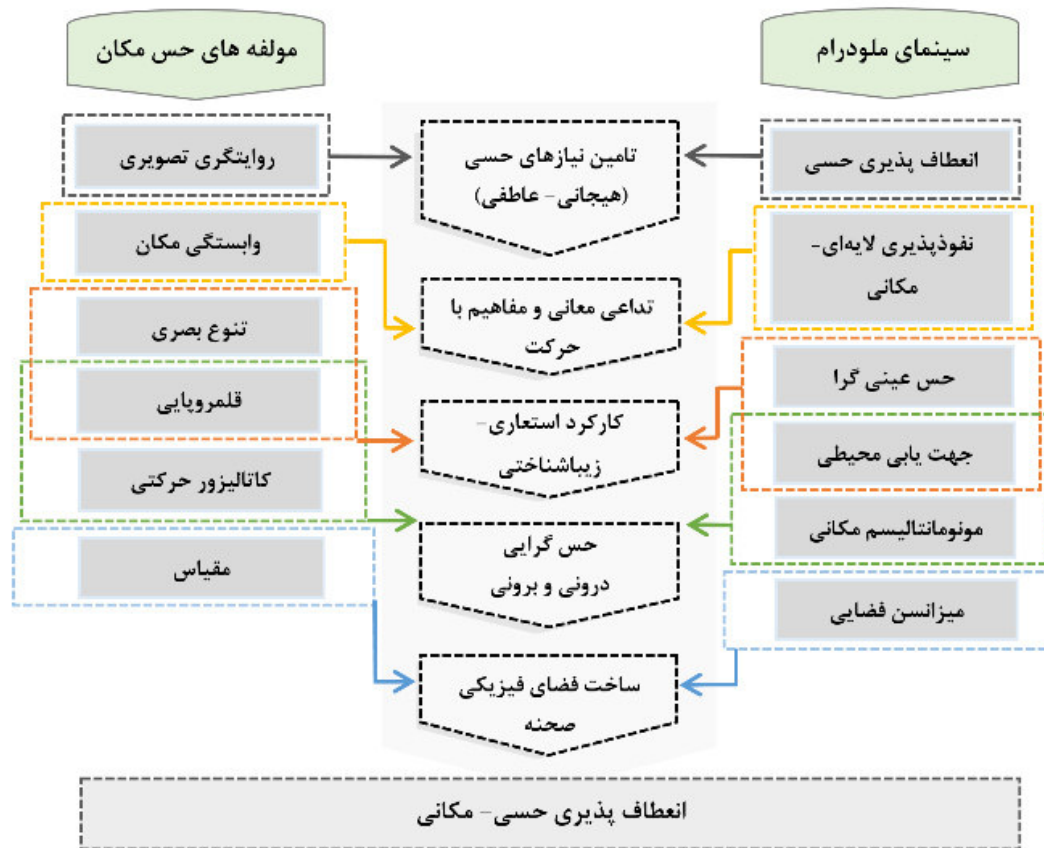 سینمای ملودرام
مولفه های حس مکان
انعطاف پذیری حسی
تامین نیازهای حسی
(هیجانی- عاطفی)
روایتگری تصویری
نفوذپذیری لایه‌ای-
مکانی
تداعی معانی و مفاهیم با
حرکت
وابستگی مکان
تنوع بصری
حس عینی گرا
کارکرد استعاری-
زیباشناختی
قلمروپایی
جهت یابی محیطی
کاتالیزور حرکتی
مونومانتالیسم مکانی
حس گرایی
درونی و برونی
مقیاس
میزانسن فضایی
ساخت فضای فیزیکی
صحنه
انعطاف پذیری حسی- مکانی